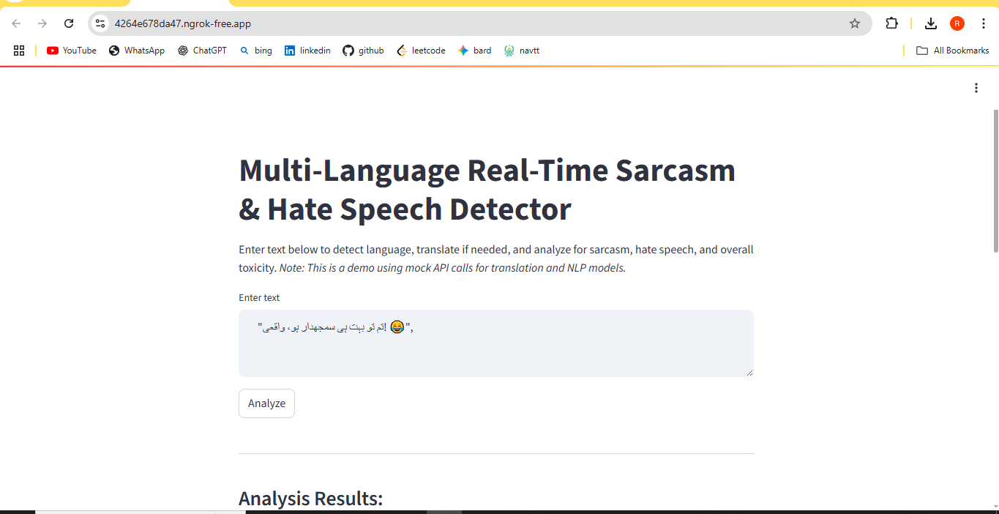 4264e678da47.ngrok-free.app
R
YouTube WhatsApp ChatGPT bing linkedin github leetcode bard navtt All Bookmarks
Multi-Language Real-Time Sarcasm
& Hate Speech Detector
Enter text below to detect language, translate if needed, and analyze for sarcasm, hate speech, and overall
toxicity. Note: This is a demo using mock API calls for translation and NLP models.
Enter text
"تم تو بہت ہی سمجھدار ہو، واقعی! 😂",
Analyze
Analysis Results: